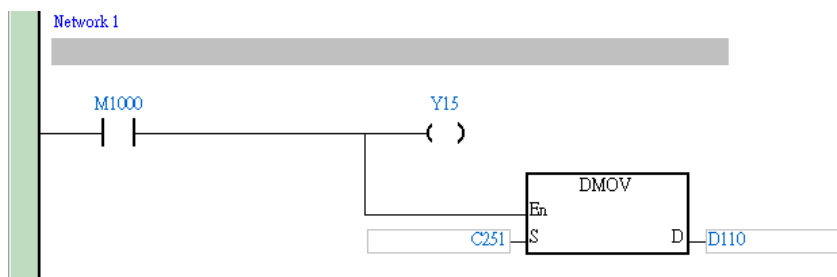 Network 1
M1000
Y15
DMOV
En
C251 S D D110